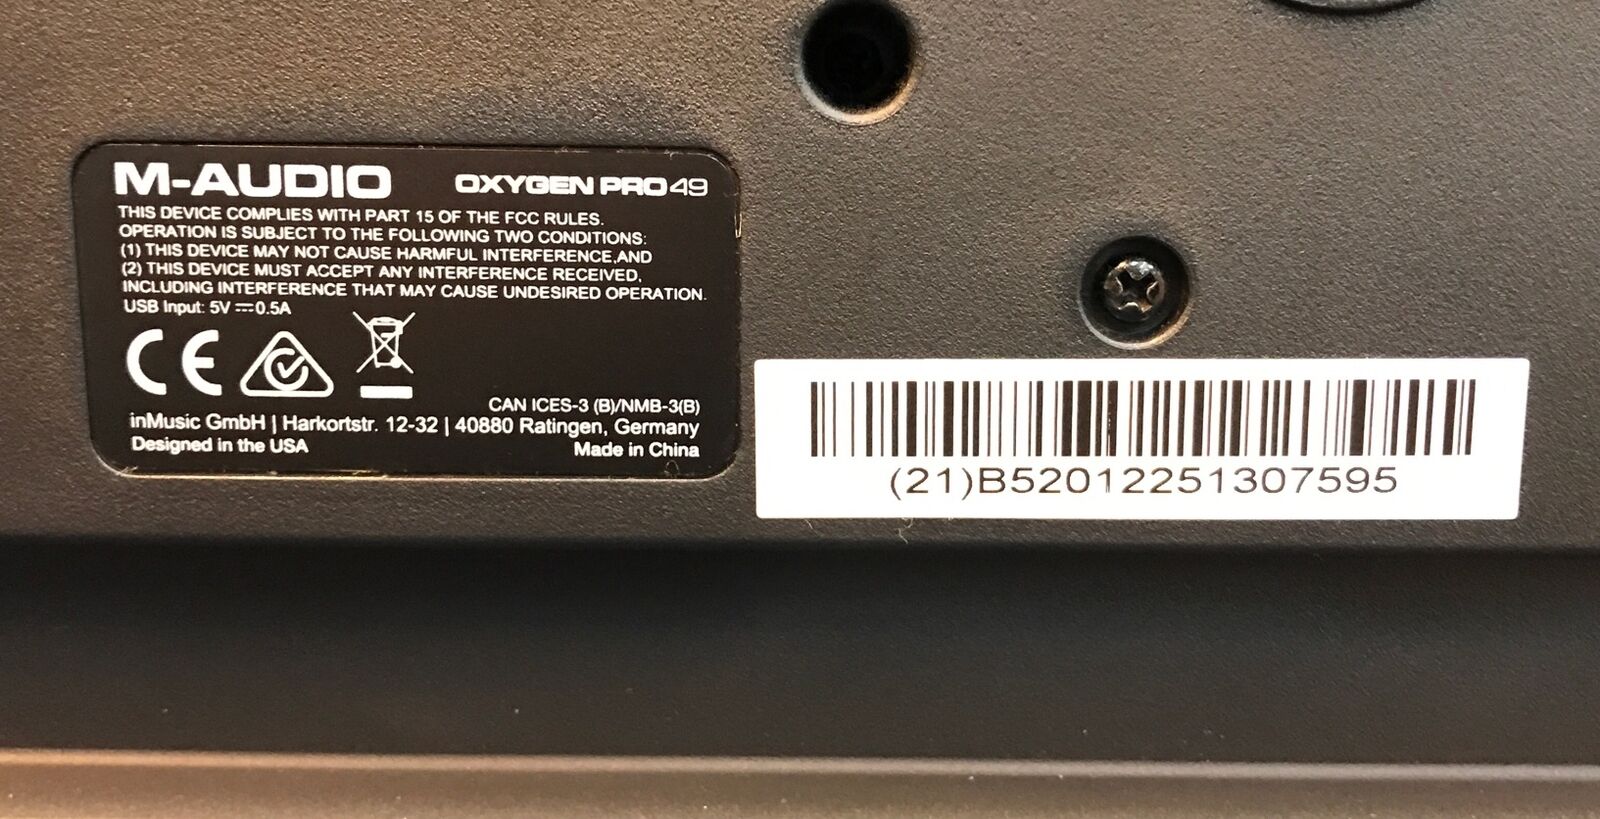 M-AUDIO OXYGEN PRO49
THIS DEVICE COMPLIES WITH PART 15 OF THE FCC RULES.
OPERATION IS SUBJECT TO THE FOLLOWING TWO CONDITIONS:
(1) THIS DEVICE MAY NOT CAUSE HARMFUL INTERFERENCE,AND
(2) THIS DEVICE MUST ACCEPT ANY INTERFERENCE RECEIVED,
INCLUDING INTERFERENCE THAT MAY CAUSE UNDESIRED OPERATION.
USB Input: 5V ⎓ 0.5A
CE
CAN ICES-3 (B)/NMB-3(B)
inMusic GmbH | Harkortstr. 12-32 | 40880 Ratingen, Germany
Designed in the USA Made in China
(21)B520122251307595